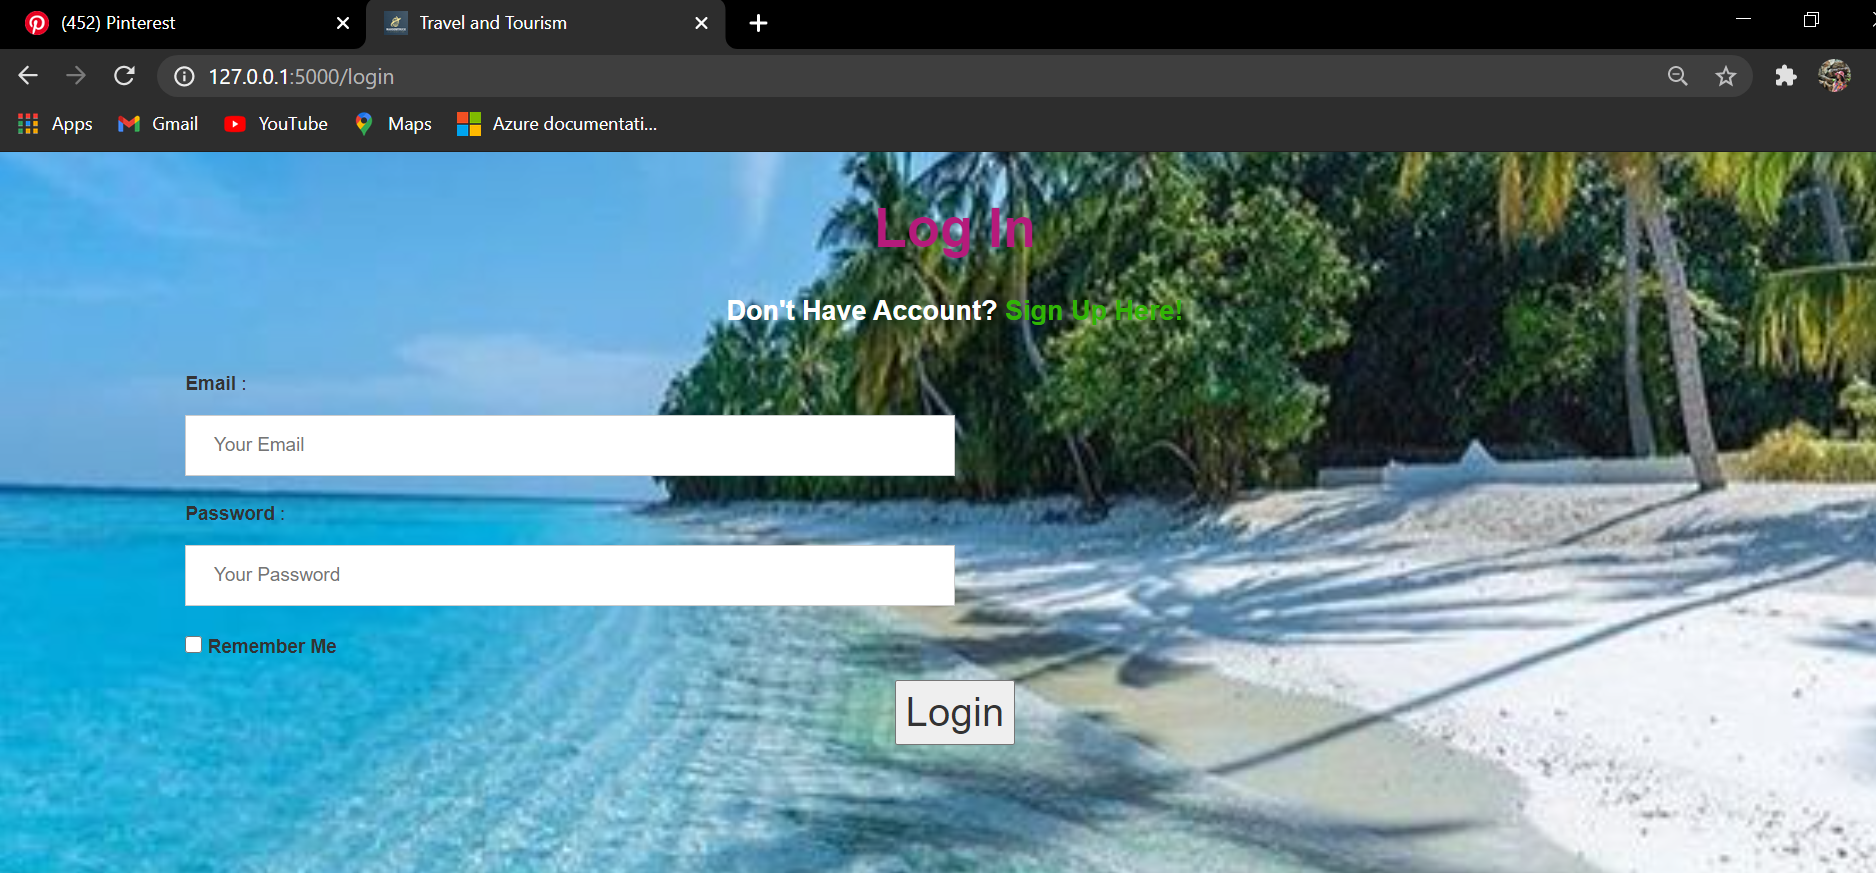 (452) Pinterest
Travel and Tourism
127.0.0.1:5000/login
Apps
Gmail
YouTube
Maps
Azure documentati...
Log In
Don't Have Account? Sign Up Here!
Email :
Your Email
Password :
Your Password
Remember Me
Login